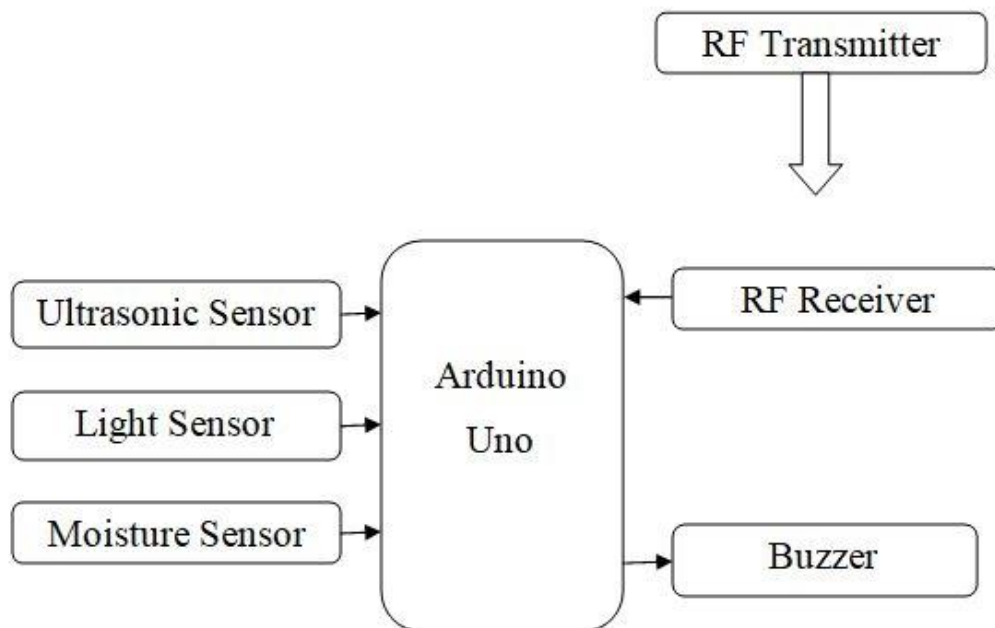 RF Transmitter
Ultrasonic Sensor
Light Sensor
Moisture Sensor
Arduino
Uno
RF Receiver
Buzzer